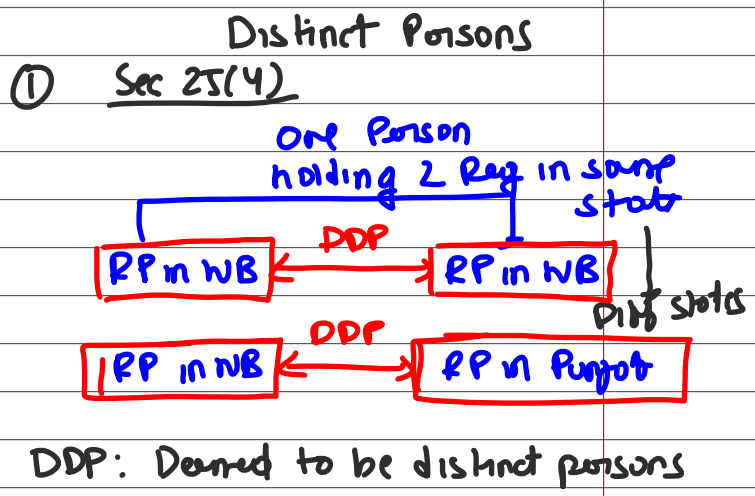 Distinct Persons
① Sec 25(4)
One Person
holding 2 Reg in same
state
DDP
RP in WB
RP in WB
Diff states
DDP
RP in WB
RP in Punjab
DDP: Deemed to be distinct persons